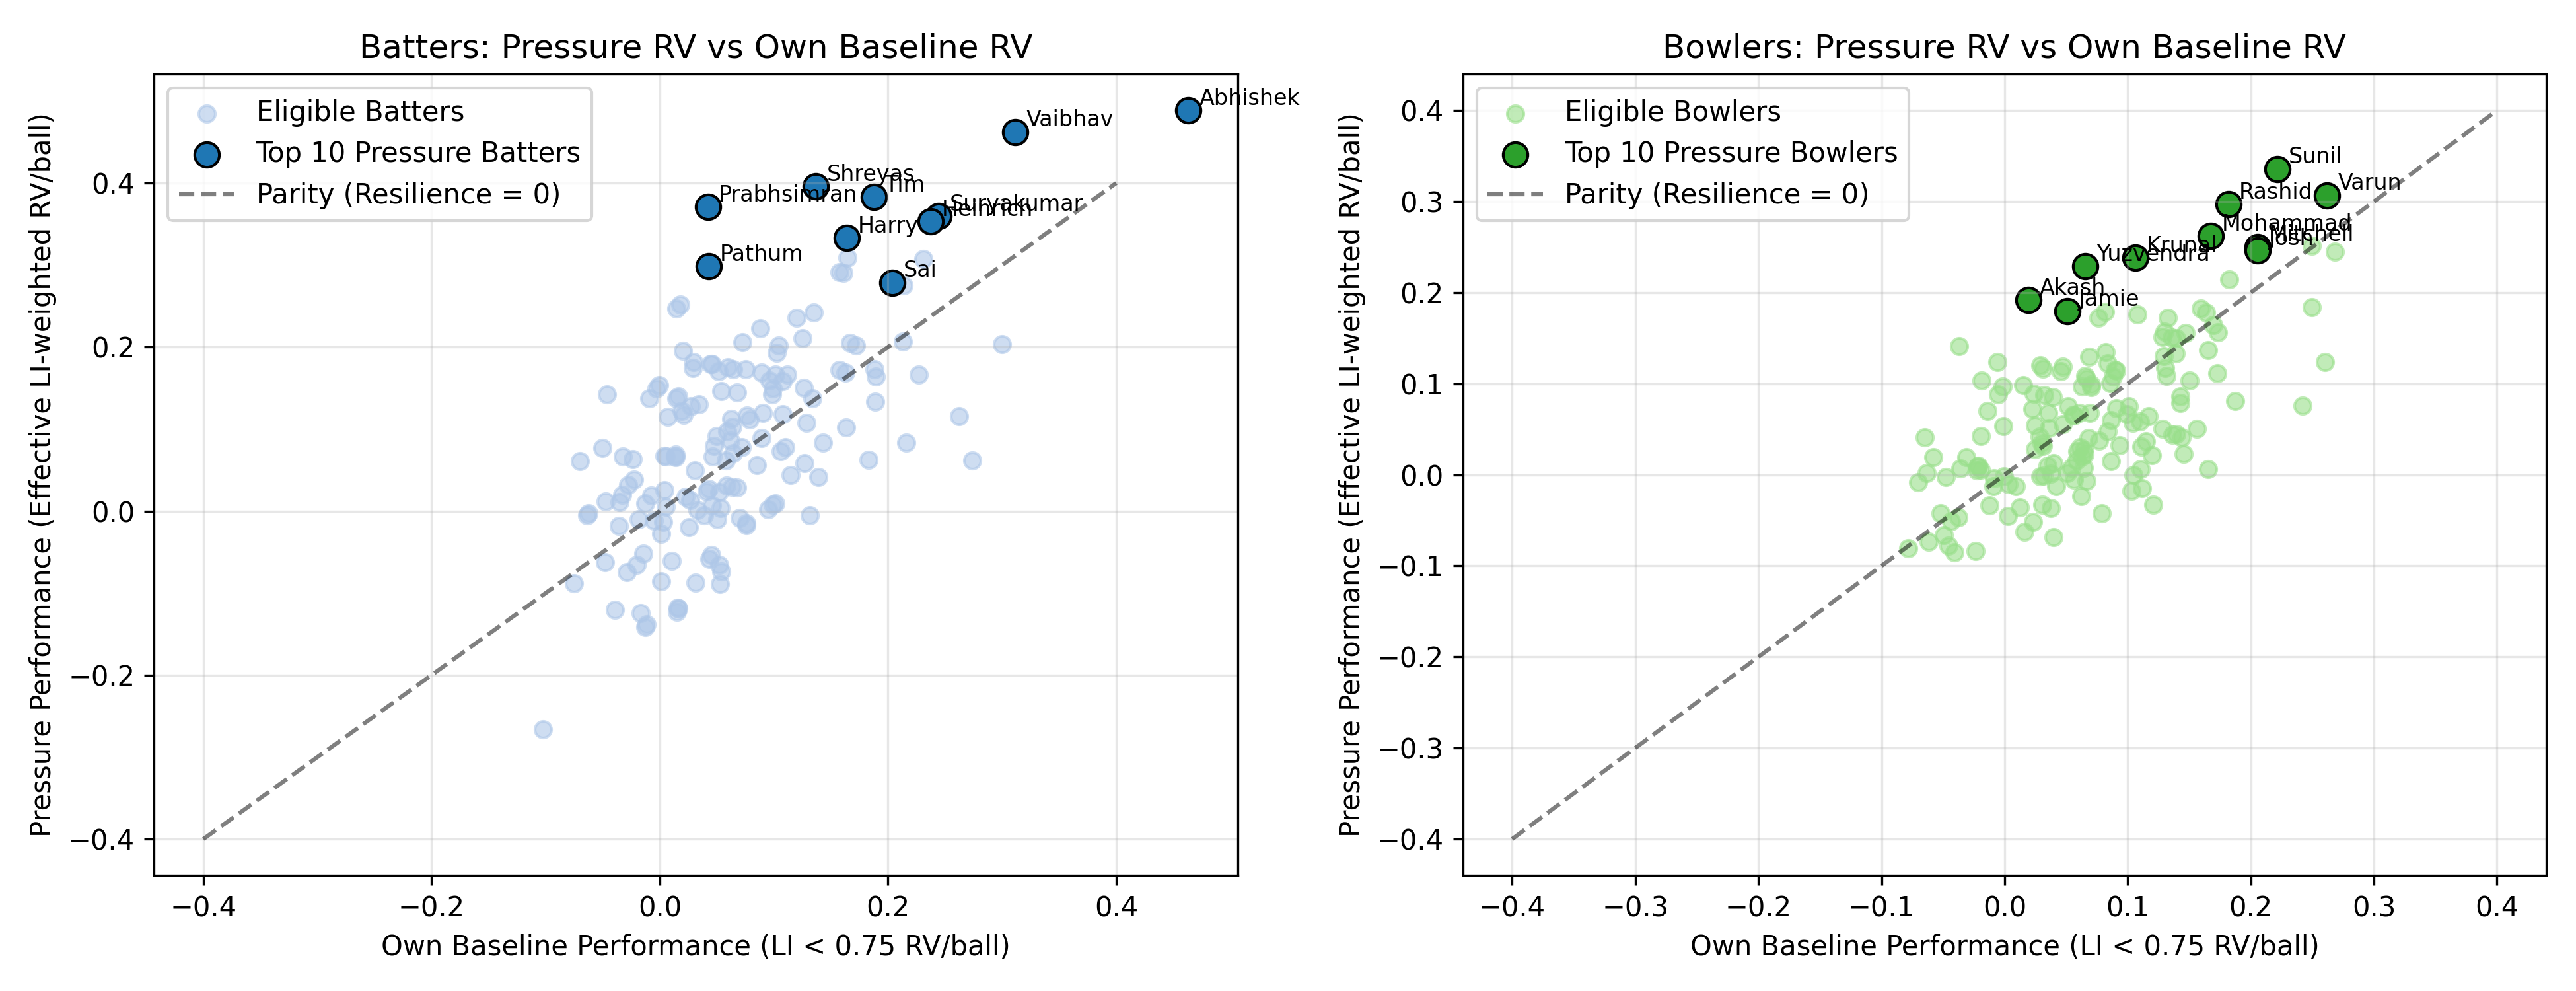 Batters: Pressure RV vs Own Baseline RV
Pressure Performance (Effective LI-weighted RV/ball)
Eligible Batters
Top 10 Pressure Batters
Parity (Resilience = 0)
Abhishek
Vaibhav
Shreyas
Tim
Prabhsimran
Suryakumar
Heinrich
Harry
Pathum
Sai
0.4
0.2
0.0
−0.2
−0.4
−0.4
−0.2
0.0
0.2
0.4
Own Baseline Performance (LI < 0.75 RV/ball)
Bowlers: Pressure RV vs Own Baseline RV
Pressure Performance (Effective LI-weighted RV/ball)
Eligible Bowlers
Top 10 Pressure Bowlers
Parity (Resilience = 0)
Sunil
Varun
Rashid
Mohammad
Mitchell
Josh
Krunal
Yuzvendra
Akash
Jamie
0.4
0.3
0.2
0.1
0.0
−0.1
−0.2
−0.3
−0.4
−0.4
−0.3
−0.2
−0.1
0.0
0.1
0.2
0.3
0.4
Own Baseline Performance (LI < 0.75 RV/ball)